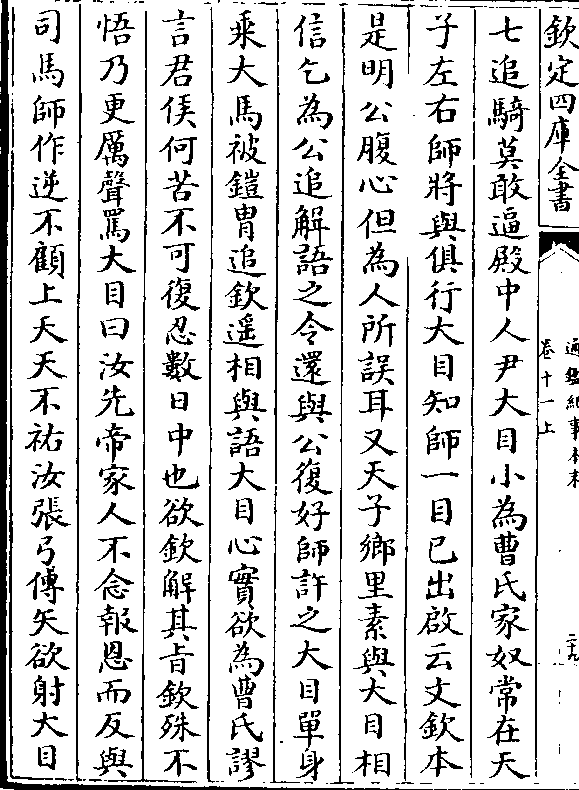 欽定四庫全書
通鑑紀事本末
卷十一上
二十九
七追騎莫敢逼殿中人尹大目小為曹氏家奴常在天
子左右師將與俱行大目知師一目已出啟云文欽本
是明公腹心但為人所誤耳又天子鄉里素與大目相
信乞為公追解語之令還與公復好師許之大目單身
乘大馬被鎧胄追欽遥相與語大目心實欲為曹氏謬
言君侯何苦不可復忍數日中也欲欽解其㫖欽殊不
悟乃更厲聲罵大目曰汝先帝家人不念報恩而反與
司馬師作逆不顧上天天不祐汝張弓傅矢欲射大目